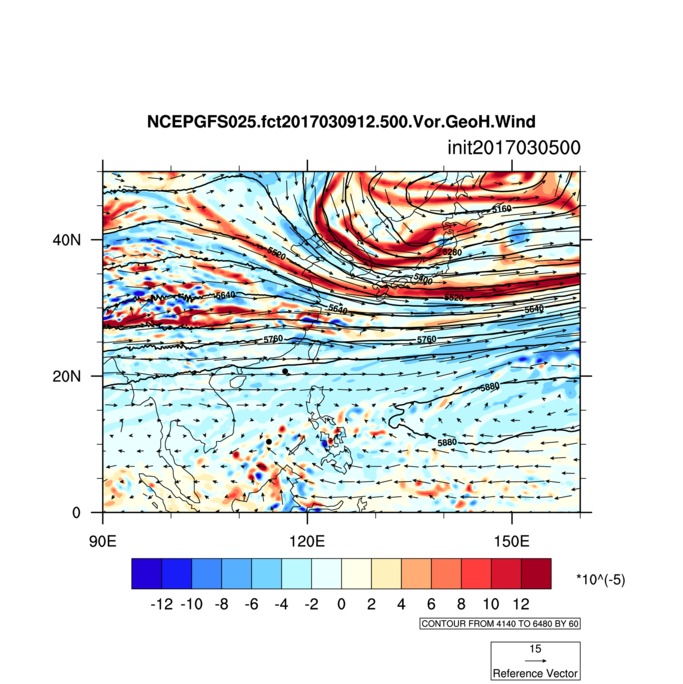 NCEPGFS025.fct2017030912.500.Vor.GeoH.Wind
init2017030500
5160
40N
5280
5520
5400
5520
5640
5640
5640
5760
5760
20N
5880
5880
0
90E 120E 150E
-12 -10 -8 -6 -4 -2 0 2 4 6 8 10 12
*10^(-5)
CONTOUR FROM 4140 TO 6480 BY 60
15
Reference Vector